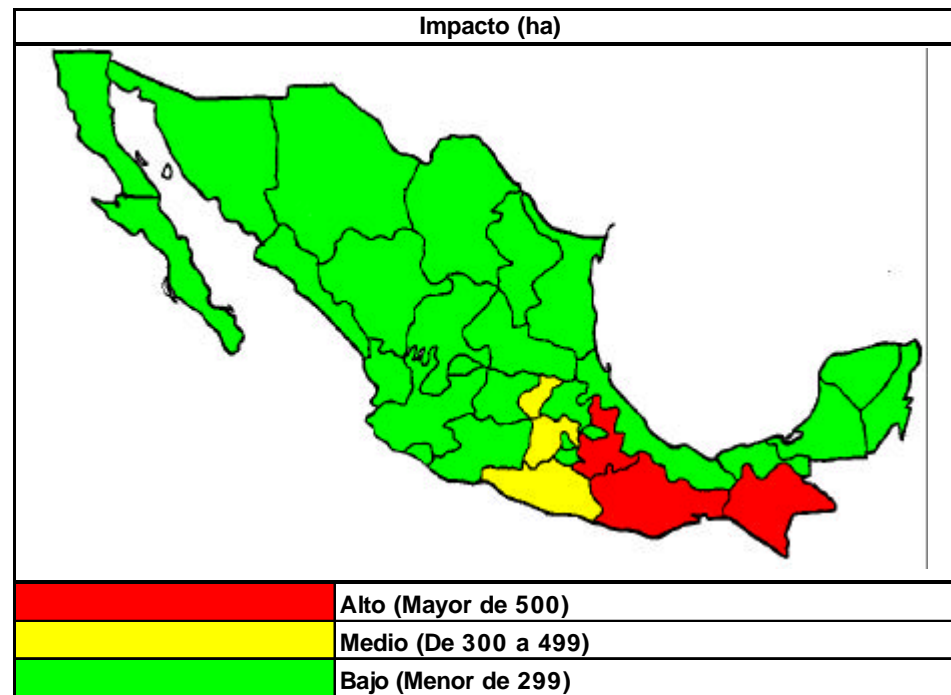 Impacto (ha)
Alto (Mayor de 500)
Medio (De 300 a 499)
Bajo (Menor de 299)